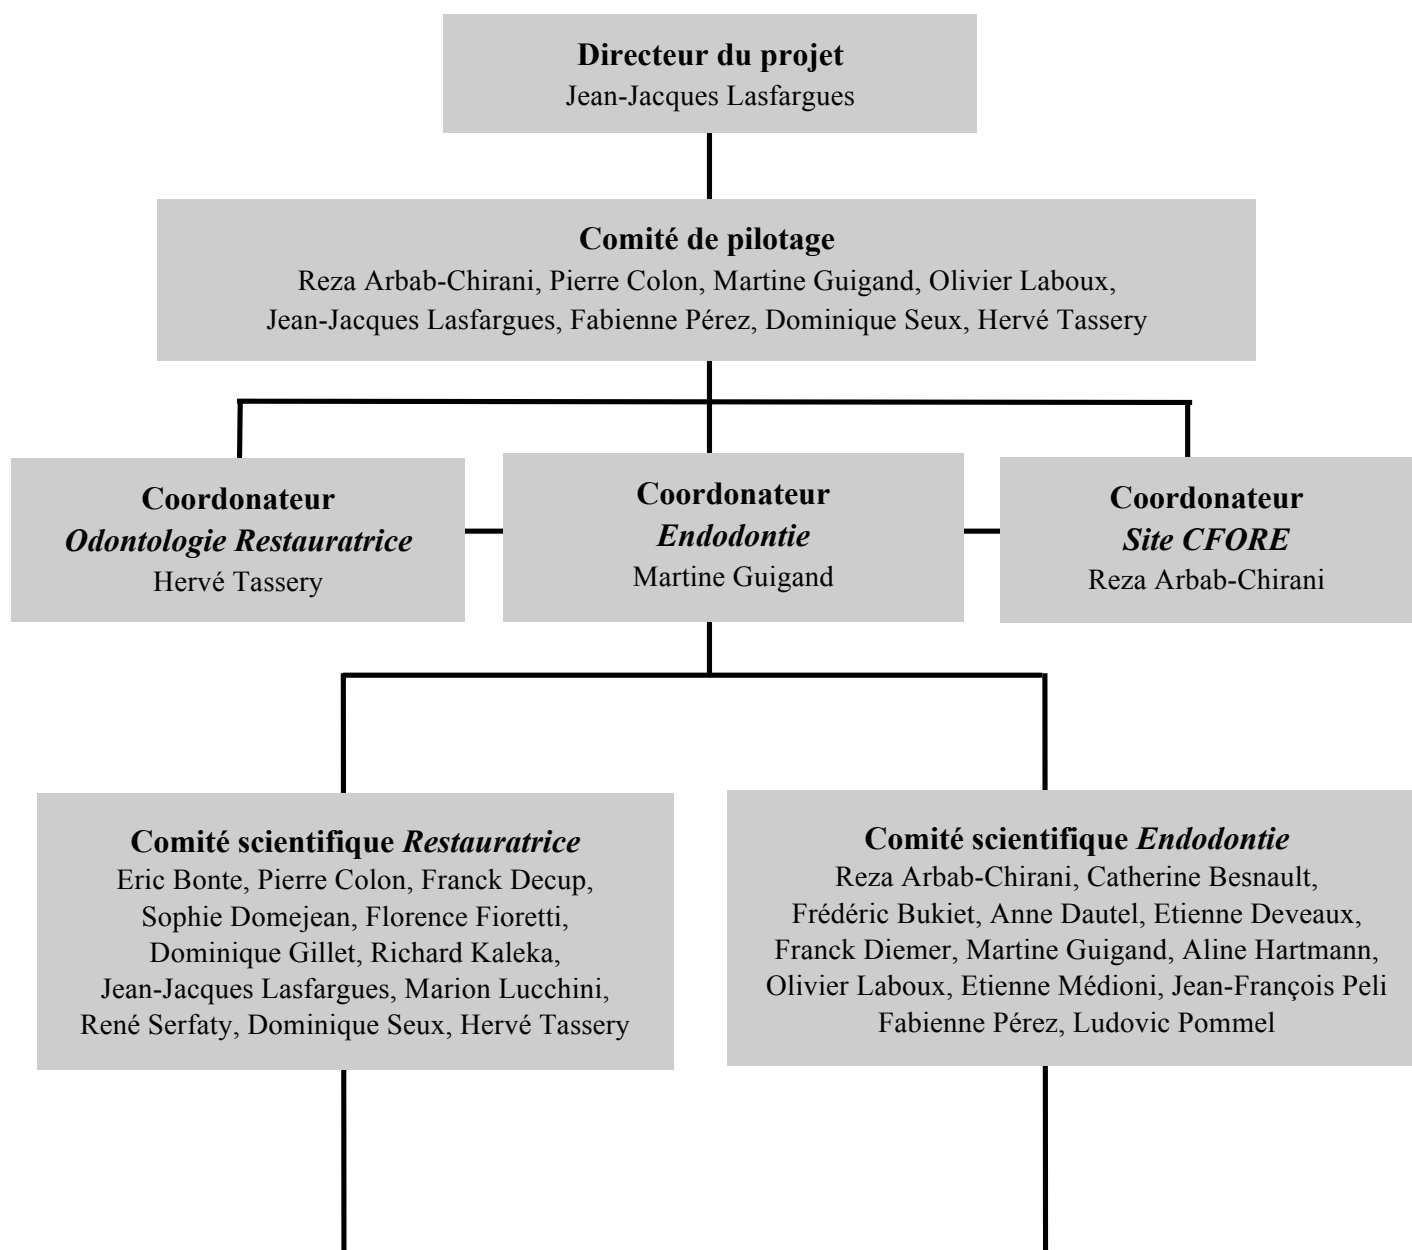 Directeur du projet
Jean-Jacques Lasfargues
Comité de pilotage
Reza Arbab-Chirani, Pierre Colon, Martine Guigand, Olivier Laboux,
Jean-Jacques Lasfargues, Fabienne Pérez, Dominique Seux, Hervé Tassery
Coordonateur
Odontologie Restauratrice
Hervé Tassery
Coordonateur
Endodontie
Martine Guigand
Coordonateur
Site CFORE
Reza Arbab-Chirani
Comité scientifique Restauratrice
Eric Bonte, Pierre Colon, Franck Decup,
Sophie Domejean, Florence Fioretti,
Dominique Gillet, Richard Kaleka,
Jean-Jacques Lasfargues, Marion Lucchini,
René Serfaty, Dominique Seux, Hervé Tassery
Comité scientifique Endodontie
Reza Arbab-Chirani, Catherine Besnault,
Frédéric Bukiet, Anne Dautel, Etienne Deveaux,
Franck Diemer, Martine Guigand, Aline Hartmann,
Olivier Laboux, Etienne Médioni, Jean-François Peli
Fabienne Pérez, Ludovic Pommel